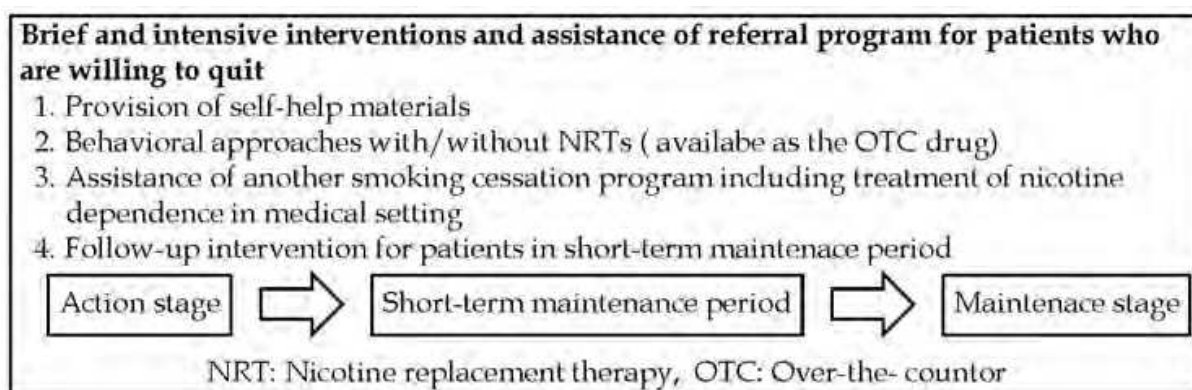 Brief and intensive interventions and assistance of referral program for patients who
are willing to quit
1. Provision of self-help materials
2. Behavioral approaches with/without NRTs ( availabe as the OTC drug)
3. Assistance of another smoking cessation program including treatment of nicotine
dependence in medical setting
4. Follow-up intervention for patients in short-term maintenace period
Action stage Short-term maintenance period Maintenace stage
NRT: Nicotine replacement therapy, OTC: Over-the- countor